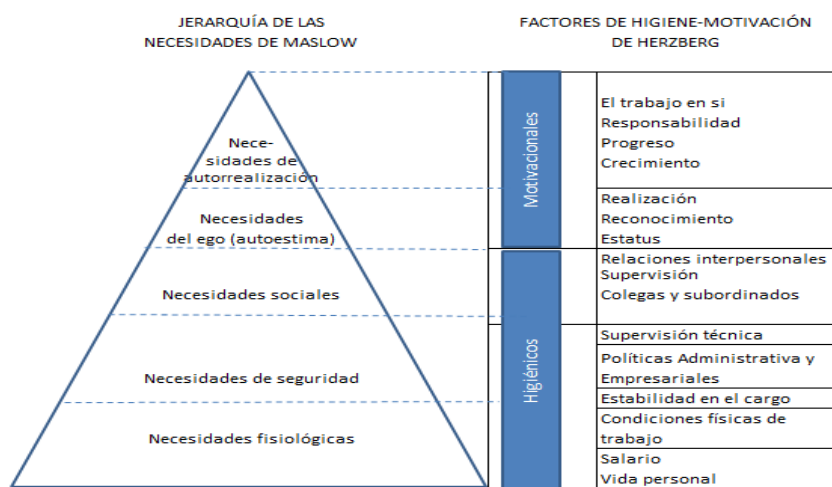 JERARQUÍA DE LAS
NECESIDADES DE MASLOW
Nece-
sidades de
autorrealización
Necesidades
del ego (autoestima)
Necesidades sociales
Necesidades de seguridad
Necesidades fisiológicas
FACTORES DE HIGIENE-MOTIVACIÓN
DE HERZBERG
Motivacionales
Higiénicos
El trabajo en si
Responsabilidad
Progreso
Crecimiento
Realización
Reconocimiento
Estatus
Relaciones interpersonales
Supervisión
Colegas y subordinados
Supervisión técnica
Políticas Administrativa y
Empresariales
Estabilidad en el cargo
Condiciones físicas de
trabajo
Salario
Vida personal